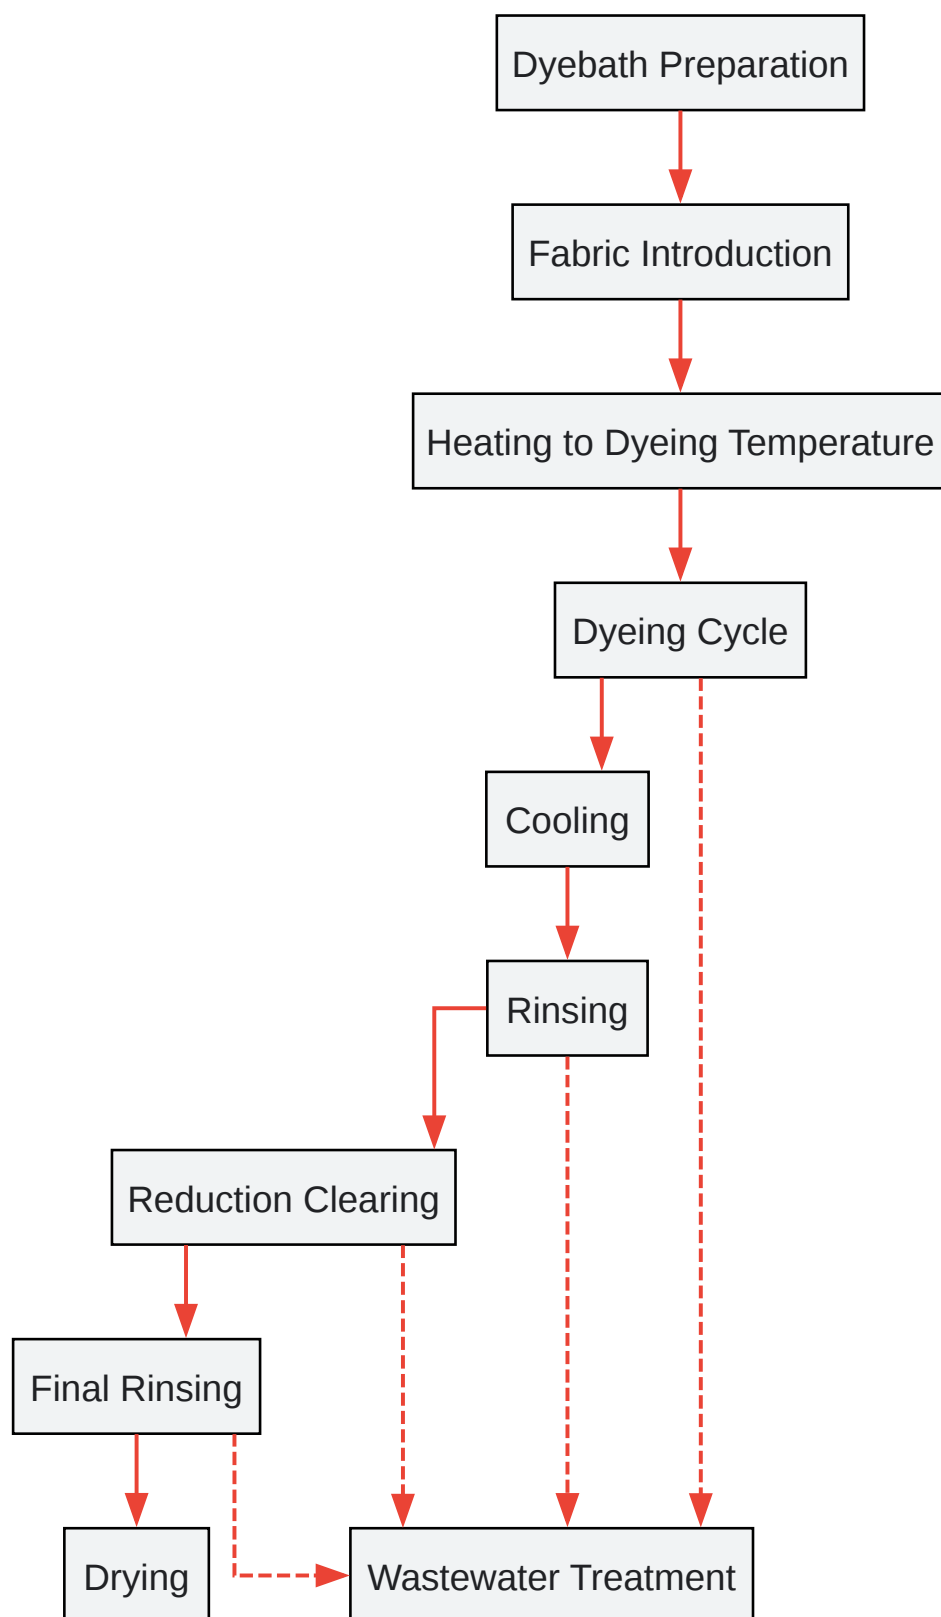 Dyebath Preparation
Fabric Introduction
Heating to Dyeing Temperature
Dyeing Cycle
Cooling
Rinsing
Reduction Clearing
Final Rinsing
Drying
Wastewater Treatment